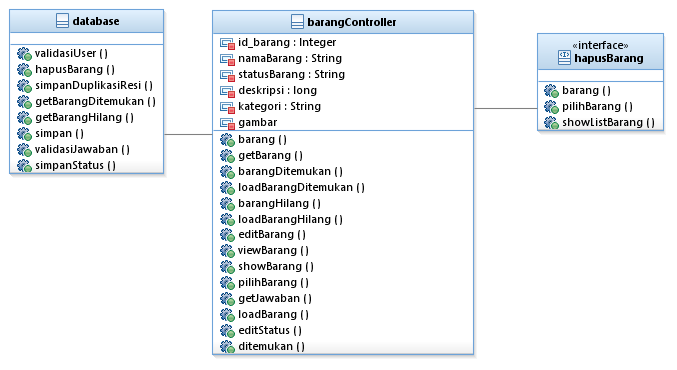 database
validasiUser ( )
hapusBarang ( )
simpanDuplikasiResi ( )
getBarangDitemukan ( )
getBarangHilang ( )
simpan ( )
validasiJawaban ( )
simpanStatus ( )
barangController
id_barang : Integer
namaBarang : String
statusBarang : String
deskripsi : long
kategori : String
gambar
barang ( )
getBarang ( )
barangDitemukan ( )
loadBarangDitemukan ( )
barangHilang ( )
loadBarangHilang ( )
editBarang ( )
viewBarang ( )
showBarang ( )
pilihBarang ( )
getJawaban ( )
loadBarang ( )
editStatus ( )
ditemukan ( )
«interface»
hapusBarang
barang ( )
pilihBarang ( )
showListBarang ( )